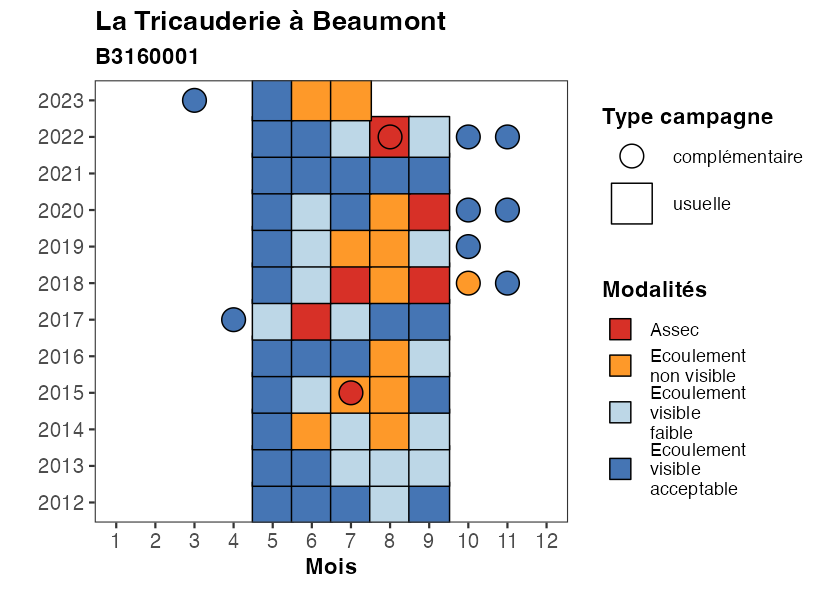 La Tricauderie à Beaumont
B3160001
2023
2022
2021
2020
2019
2018
2017
2016
2015
2014
2013
2012
1 2 3 4 5 6 7 8 9 10 11 12
Mois
Type campagne
complémentaire
usuelle
Modalités
Assec
Ecoulement
non visible
Ecoulement
visible
faible
Ecoulement
visible
acceptable